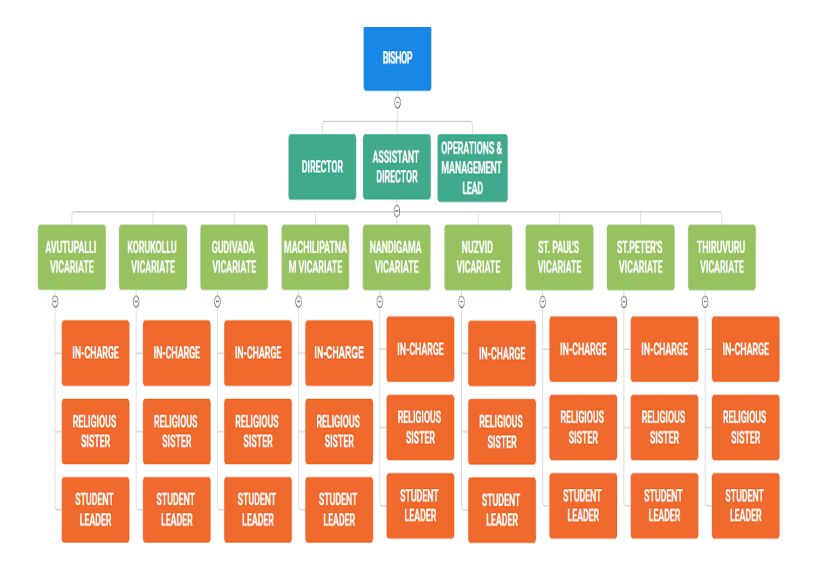 BISHOP
DIRECTOR
ASSISTANT
DIRECTOR
OPERATIONS &
MANAGEMENT
LEAD
AVUTUPALLI
VICARIATE
KORUKOLLU
VICARIATE
GUDIVADA
VICARIATE
MACHILIPATNA
M VICARIATE
NANDIGAMA
VICARIATE
NUZVID
VICARIATE
ST. PAUL'S
VICARIATE
ST.PETER'S
VICARIATE
THIRUVURU
VICARIATE
IN-CHARGE
IN-CHARGE
IN-CHARGE
IN-CHARGE
IN-CHARGE
IN-CHARGE
IN-CHARGE
IN-CHARGE
IN-CHARGE
RELIGIOUS
SISTER
RELIGIOUS
SISTER
RELIGIOUS
SISTER
RELIGIOUS
SISTER
RELIGIOUS
SISTER
RELIGIOUS
SISTER
RELIGIOUS
SISTER
RELIGIOUS
SISTER
RELIGIOUS
SISTER
STUDENT
LEADER
STUDENT
LEADER
STUDENT
LEADER
STUDENT
LEADER
STUDENT
LEADER
STUDENT
LEADER
STUDENT
LEADER
STUDENT
LEADER
STUDENT
LEADER